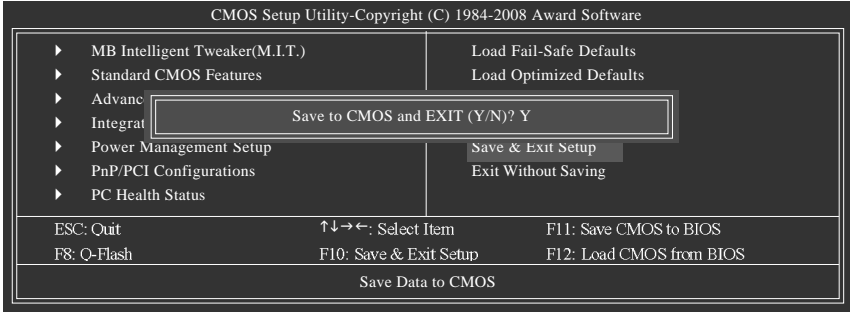 CMOS Setup Utility-Copyright (C) 1984-2008 Award Software
MB Intelligent Tweaker(M.I.T.)
Standard CMOS Features
Power Management Setup
PnP/PCI Configurations
PC Health Status
Load Fail-Safe Defaults
Load Optimized Defaults
Save & Exit Setup
Exit Without Saving
Save to CMOS and EXIT (Y/N)? Y
ESC: Quit ↑↓→←: Select Item F11: Save CMOS to BIOS
F8: Q-Flash F10: Save & Exit Setup F12: Load CMOS from BIOS
Save Data to CMOS